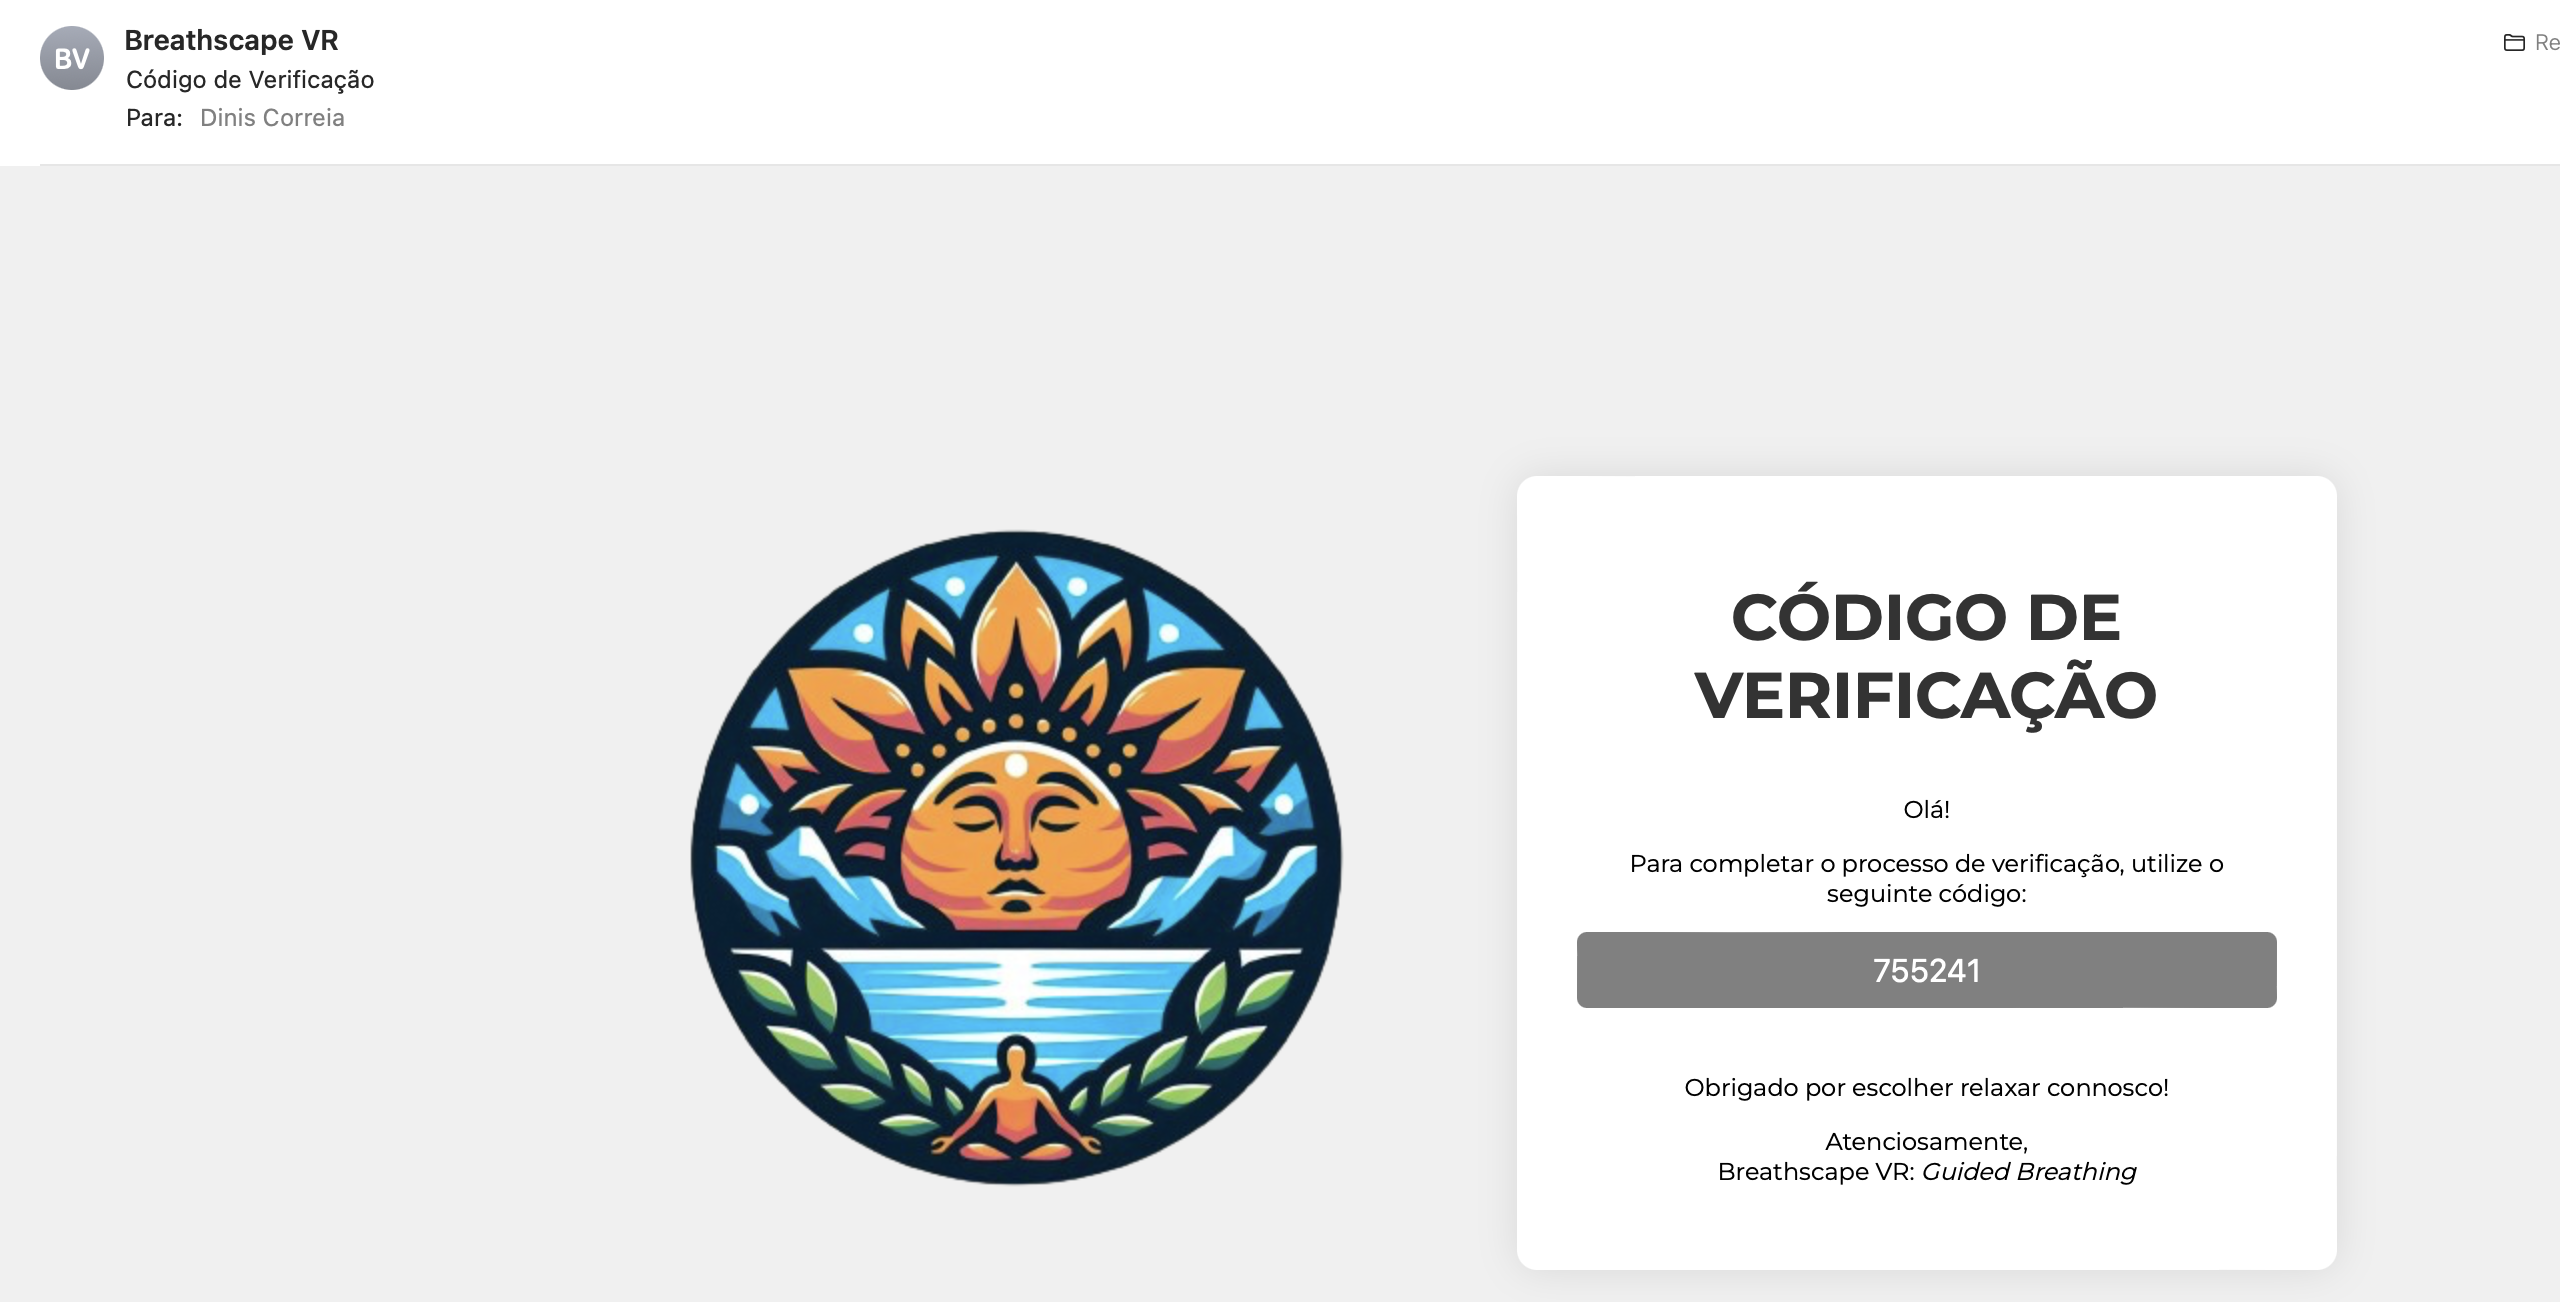 BV
Breathscape VR
Código de Verificação
Para: Dinis Correia
Re
CÓDIGO DE
VERIFICAÇÃO
Olá!
Para completar o processo de verificação, utilize o
seguinte código:
755241
Obrigado por escolher relaxar connosco!
Atenciosamente,
Breathscape VR: Guided Breathing